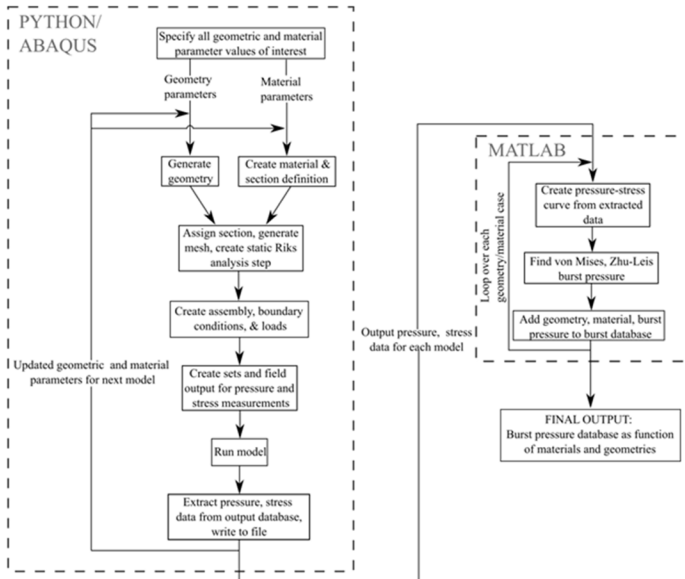 PYTHON/
ABAQUS
Specify all geometric and material
parameter values of interest
Geometry
parameters
Material
parameters
Generate
geometry
Create material &
section definition
Assign section, generate
mesh, create static Riks
analysis step
Create assembly, boundary
conditions, & loads
Updated geometric and material
parameters for next model
Create sets and field
output for pressure and
stress measurements
Run model
Extract pressure, stress
data from output database,
write to file
Output pressure, stress
data for each model
MATLAB
Loop over each
geometry/material case
Create pressure-stress
curve from extracted
data
Find von Mises, Zhu-Leis
burst pressure
Add geometry, material, burst
pressure to burst database
FINAL OUTPUT:
Burst pressure database as function
of materials and geometries